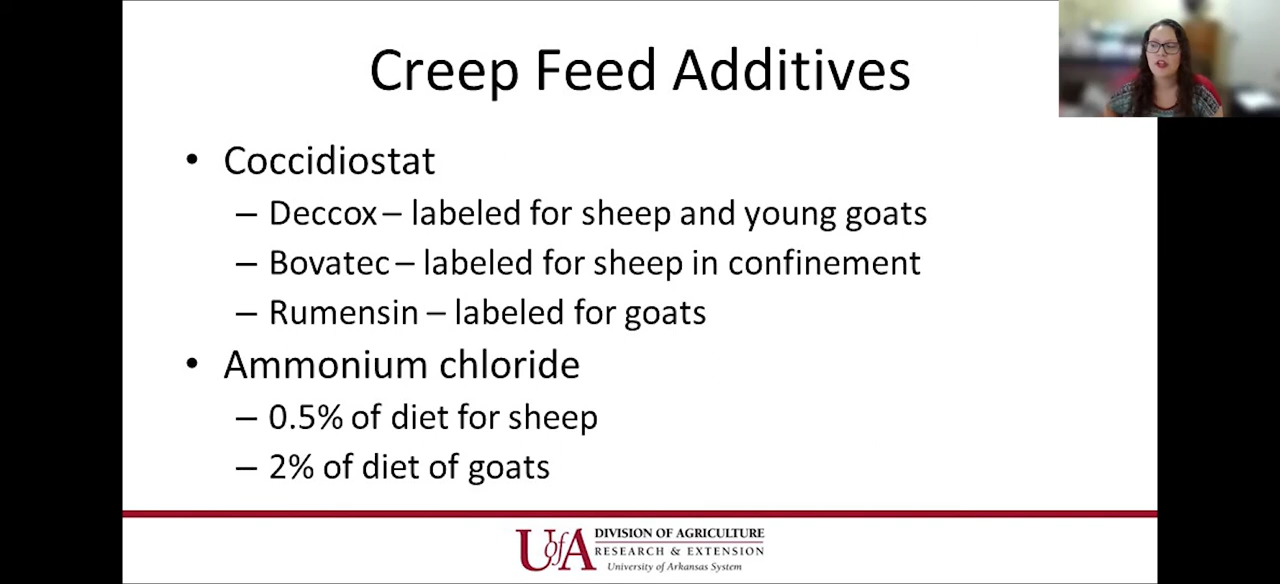 Creep Feed Additives
• Coccidiostat
– Deccox – labeled for sheep and young goats
– Bovatec – labeled for sheep in confinement
– Rumensin – labeled for goats
• Ammonium chloride
– 0.5% of diet for sheep
– 2% of diet of goats
UofA
DIVISION OF AGRICULTURE
RESEARCH & EXTENSION
University of Arkansas System